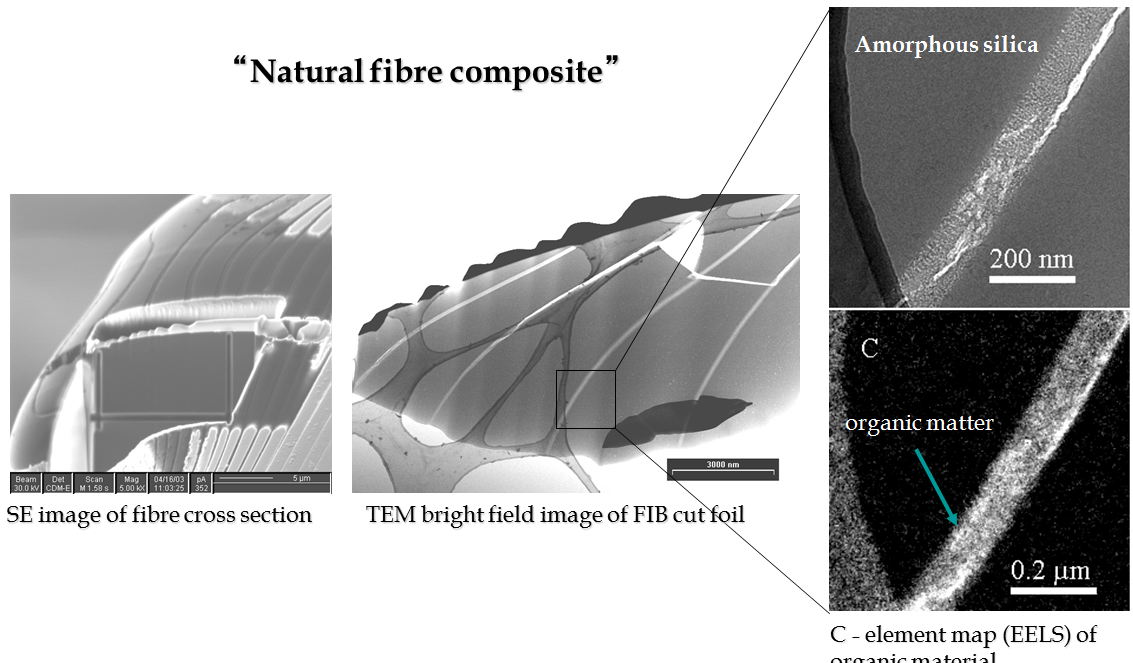 “Natural fibre composite”
Amorphous silica
200 nm
C
organic matter
0.2 μm
3000 nm
Beam Det Scan Mag 04/16/03 pA 5 μm
30.0 kV CDM-E M 1.58 s 5.00 kX 11:03:25 352
SE image of fibre cross section
TEM bright field image of FIB cut foil
C - element map (EELS) of
organic material